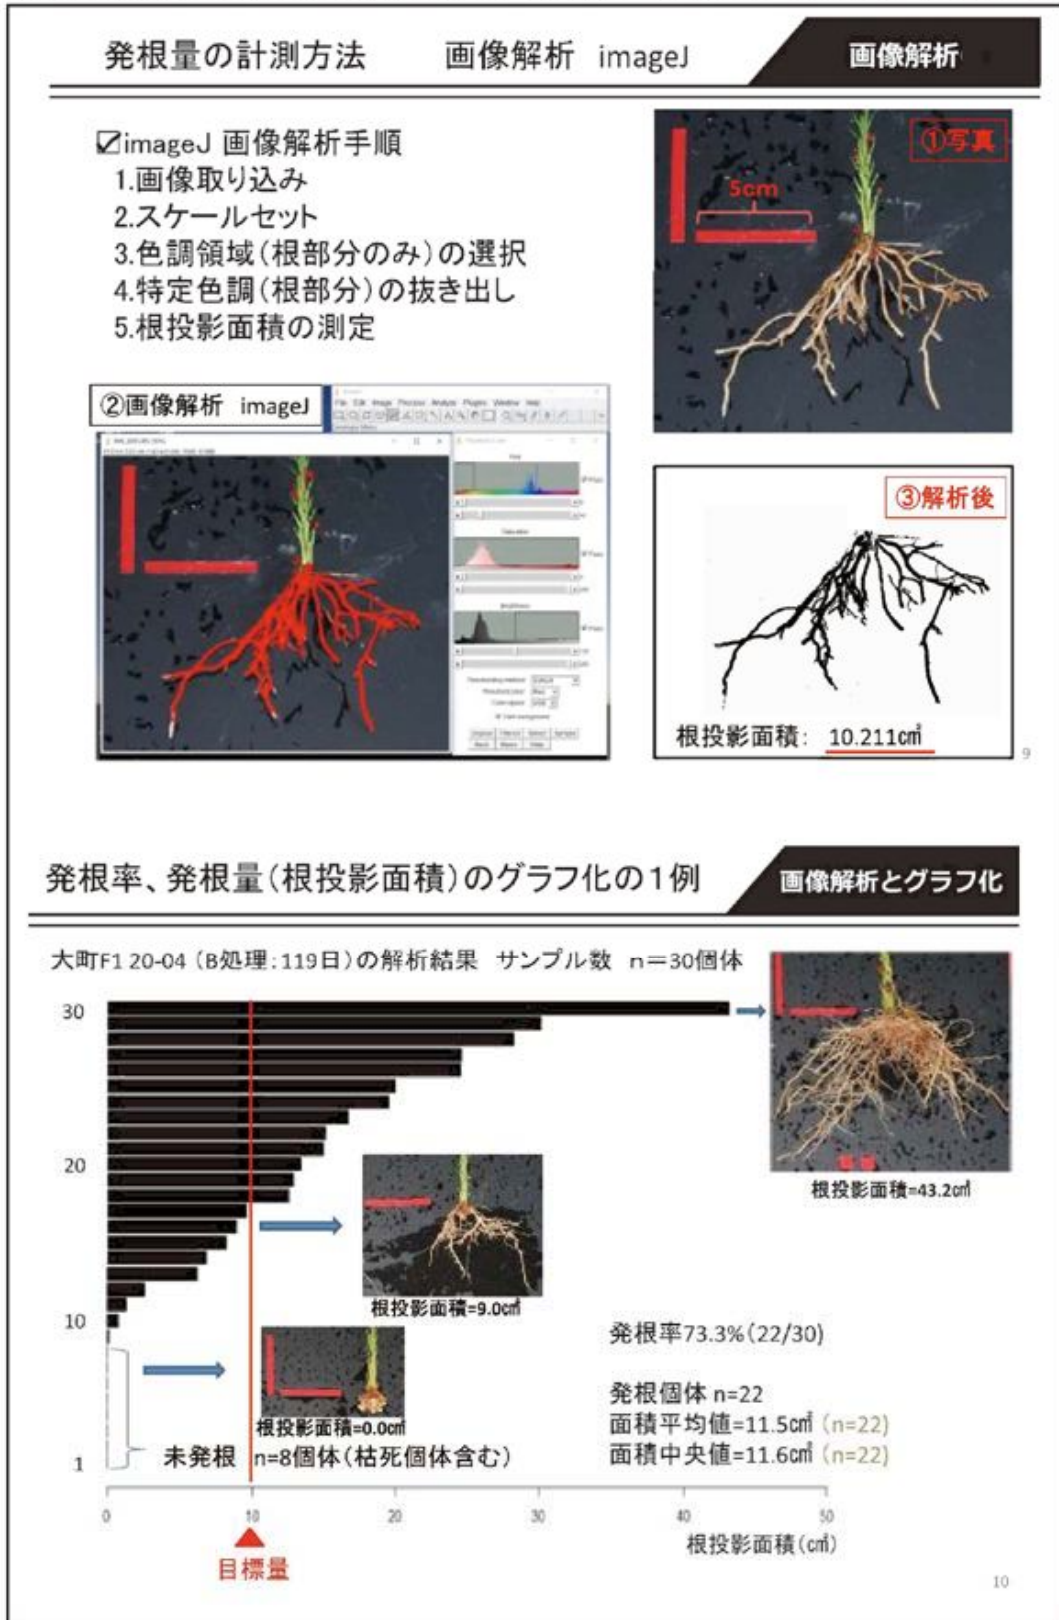 発根量の計測方法 画像解析 imageJ
画像解析
☑imageJ 画像解析手順
1.画像取り込み
2.スケールセット
3.色調領域(根部分のみ)の選択
4.特定色調(根部分)の抜き出し
5.根投影面積の測定
①写真
5cm
②画像解析 imageJ
File Edit Image Process Analyze Plugins Window Help
③解析後
根投影面積: 10.211c㎡
9
発根率、発根量(根投影面積)のグラフ化の1例
画像解析とグラフ化
大町F1 20-04 (B処理:119日)の解析結果 サンプル数 n=30個体
30
20
10
1
根投影面積=43.2c㎡
根投影面積=9.0c㎡
根投影面積=0.0c㎡
未発根 n=8個体(枯死個体含む)
発根率73.3%(22/30)
発根個体 n=22
面積平均値=11.5c㎡ (n=22)
面積中央値=11.6c㎡ (n=22)
0 10 20 30 40 50
根投影面積(c㎡)
目標量
10